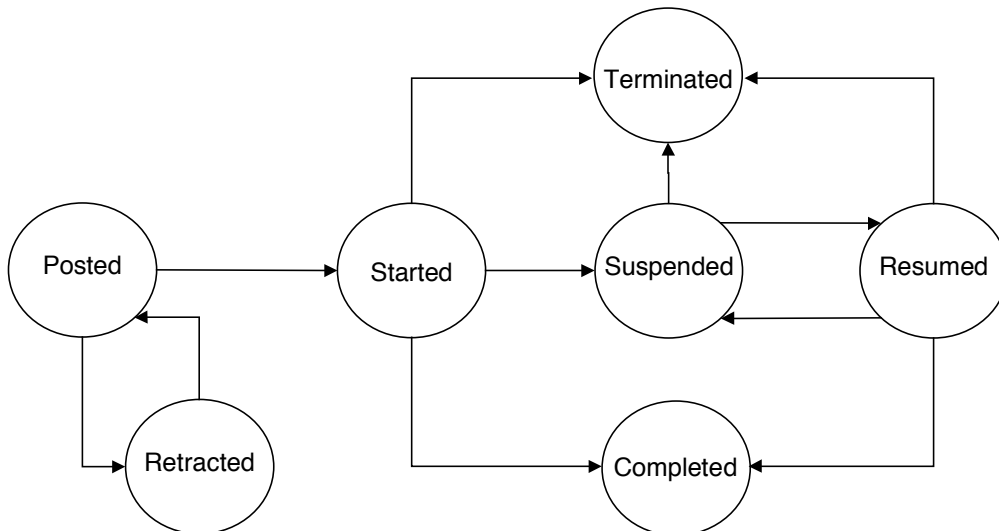 Terminated
Posted
Started
Suspended
Resumed
Retracted
Completed